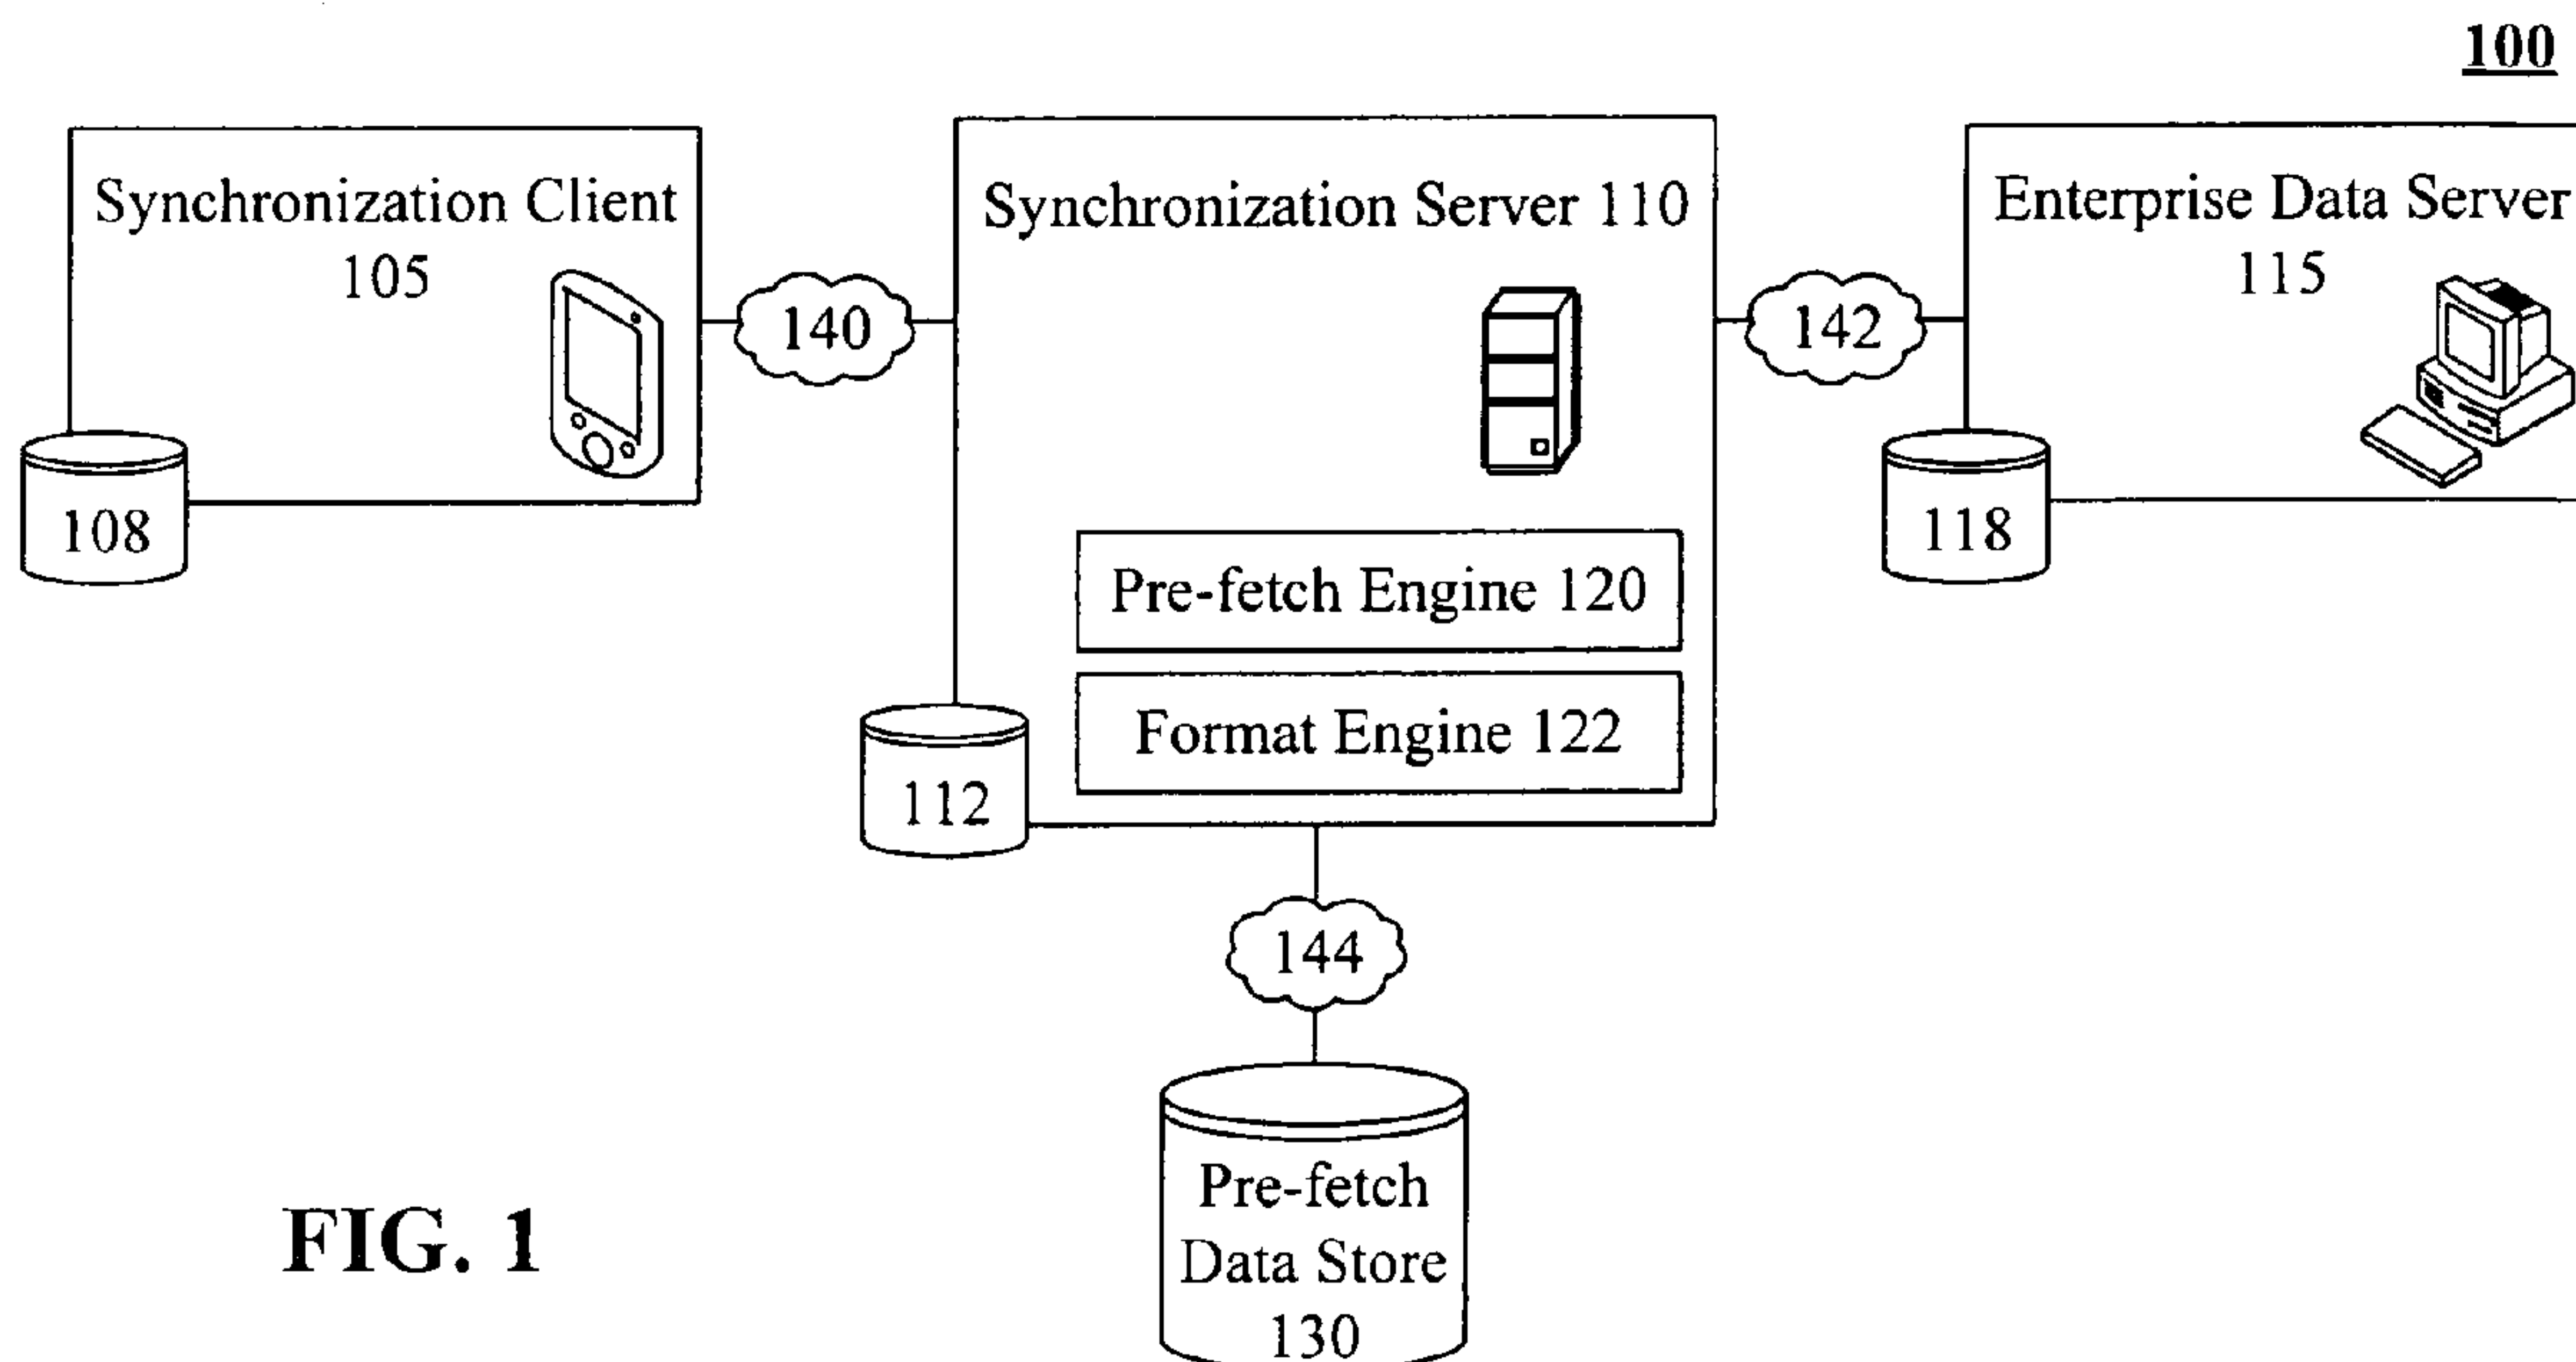 100
Synchronization Client
105
108
140
Synchronization Server 110
Pre-fetch Engine 120
Format Engine 122
112
142
Enterprise Data Server
115
118
144
Pre-fetch
Data Store
130
FIG. 1